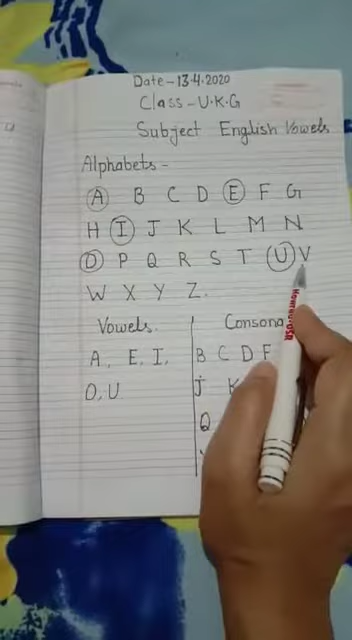 Date - 13.4.2020
Class - U.K.G
Subject English Vowels
Alphabets -
A B C D E F G
H I J K L M N
O P Q R S T U V
W X Y Z.
Vowels.
A, E, I,
O, U
Consona
B C D F
J K
Q